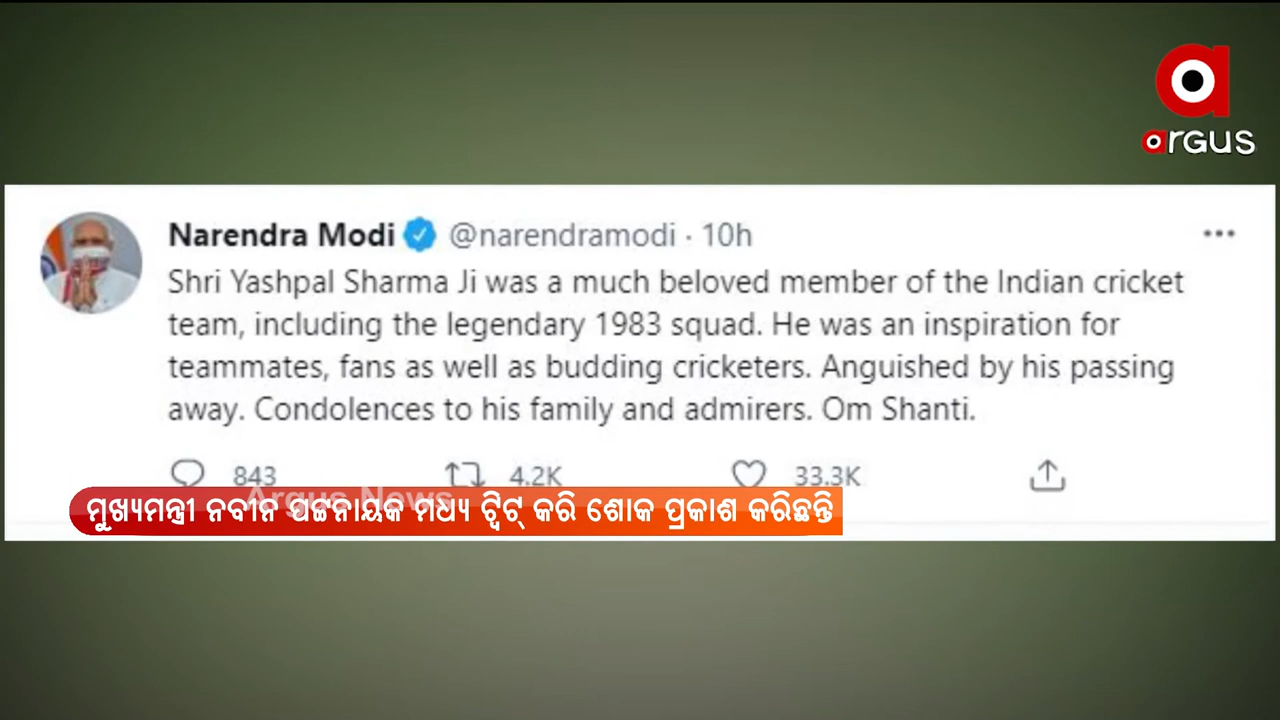 a
argus
Narendra Modi @narendramodi · 10h
Shri Yashpal Sharma Ji was a much beloved member of the Indian cricket
team, including the legendary 1983 squad. He was an inspiration for
teammates, fans as well as budding cricketers. Anguished by his passing
away. Condolences to his family and admirers. Om Shanti.
843 4.2K 33.3K
Argus News
ମୁଖ୍ୟମନ୍ତ୍ରୀ ନବୀନ ପଟ୍ଟନାୟକ ମଧ୍ୟ ଟ୍ୱିଟ୍ କରି ଶୋକ ପ୍ରକାଶ କରିଛନ୍ତି